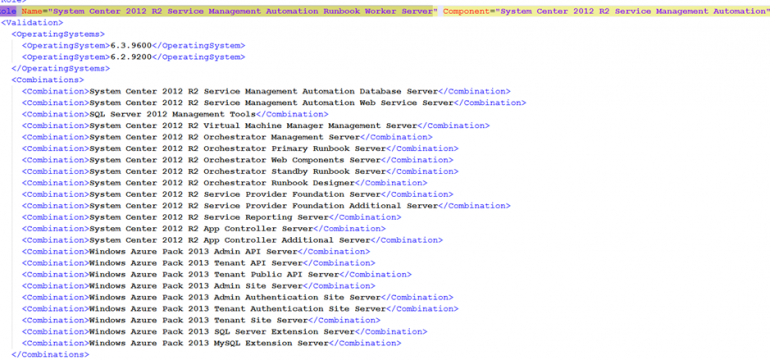 Role>
Role Name="System Center 2012 R2 Service Management Automation Runbook Worker Server" Component="System Center 2012 R2 Service Management Automation"
<Validation>
<OperatingSystems>
<OperatingSystem>6.3.9600</OperatingSystem>
<OperatingSystem>6.2.9200</OperatingSystem>
</OperatingSystems>
<Combinations>
<Combination>System Center 2012 R2 Service Management Automation Database Server</Combination>
<Combination>System Center 2012 R2 Service Management Automation Web Service Server</Combination>
<Combination>SQL Server 2012 Management Tools</Combination>
<Combination>System Center 2012 R2 Virtual Machine Manager Management Server</Combination>
<Combination>System Center 2012 R2 Orchestrator Management Server</Combination>
<Combination>System Center 2012 R2 Orchestrator Primary Runbook Server</Combination>
<Combination>System Center 2012 R2 Orchestrator Web Components Server</Combination>
<Combination>System Center 2012 R2 Orchestrator Standby Runbook Server</Combination>
<Combination>System Center 2012 R2 Orchestrator Runbook Designer</Combination>
<Combination>System Center 2012 R2 Service Provider Foundation Server</Combination>
<Combination>System Center 2012 R2 Service Provider Foundation Additional Server</Combination>
<Combination>System Center 2012 R2 Service Reporting Server</Combination>
<Combination>System Center 2012 R2 App Controller Server</Combination>
<Combination>System Center 2012 R2 App Controller Additional Server</Combination>
<Combination>Windows Azure Pack 2013 Admin API Server</Combination>
<Combination>Windows Azure Pack 2013 Tenant API Server</Combination>
<Combination>Windows Azure Pack 2013 Tenant Public API Server</Combination>
<Combination>Windows Azure Pack 2013 Admin Site Server</Combination>
<Combination>Windows Azure Pack 2013 Admin Authentication Site Server</Combination>
<Combination>Windows Azure Pack 2013 Tenant Authentication Site Server</Combination>
<Combination>Windows Azure Pack 2013 Tenant Site Server</Combination>
<Combination>Windows Azure Pack 2013 SQL Server Extension Server</Combination>
<Combination>Windows Azure Pack 2013 MySQL Extension Server</Combination>
</Combinations>